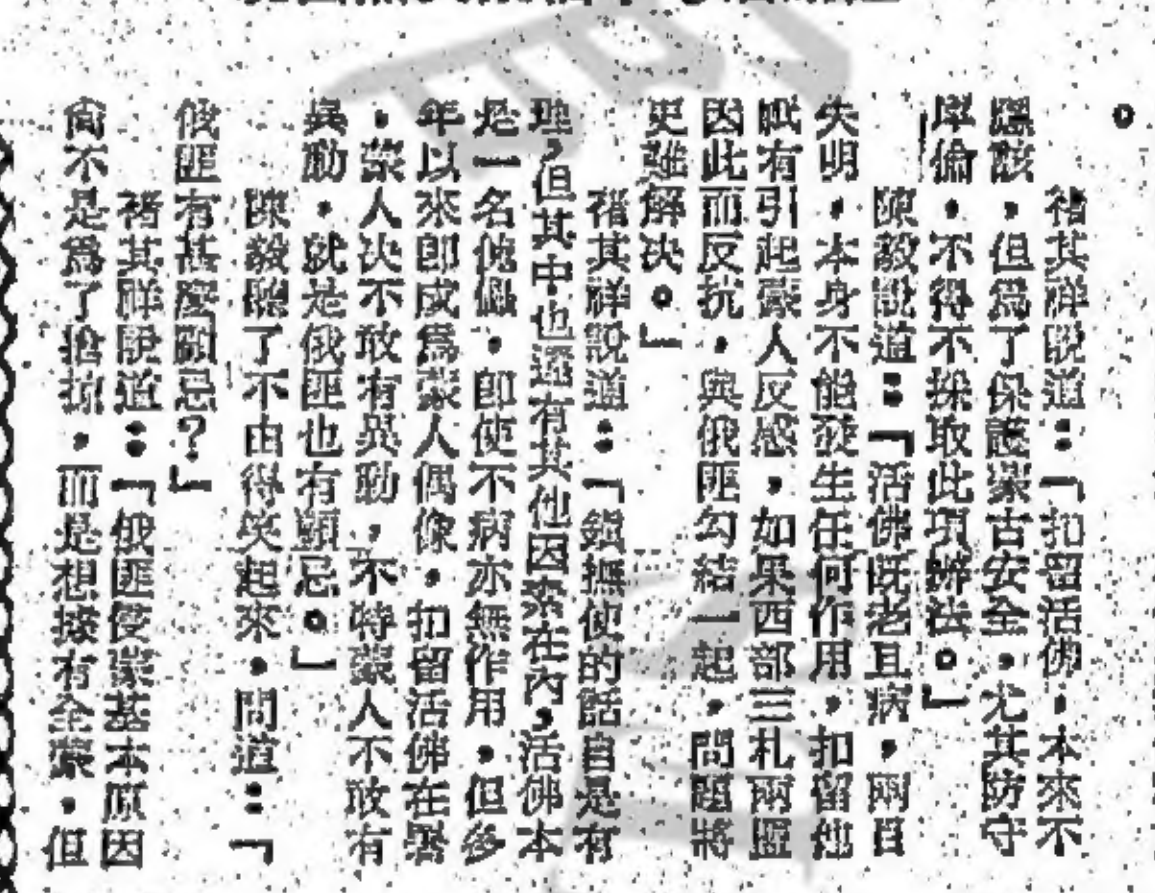 。
褚其祥說道：「扣留活佛，本來不
應該，但爲了保護蒙古安全，尤其防守
庫倫，不得不採取此項辦法。」
陳毅說道：「活佛旣老且病，兩目
失明，本身不能發生任何作用，扣留他
祇有引起蒙人反感，如果西部三札兩盟
因此而反抗，與俄匪勾結一起，問題將
更難解决。」
褚其祥說道：「鎮撫使的話自是有
理，但其中也還有其他因素在內，活佛本
是一名傀儡，即使不病亦無作用，但多
年以來即成爲蒙人偶像，扣留活佛在署
，蒙人决不敢有異動，不特蒙人不敢有
異動，就是俄匪也有顧忌。」
陳毅聽了不由得笑起來，問道：「
俄匪有甚麼顧忌？」
褚其祥說道：「俄匪侵蒙基本原因
尙不是爲了搶掠，而是想據有全蒙，但